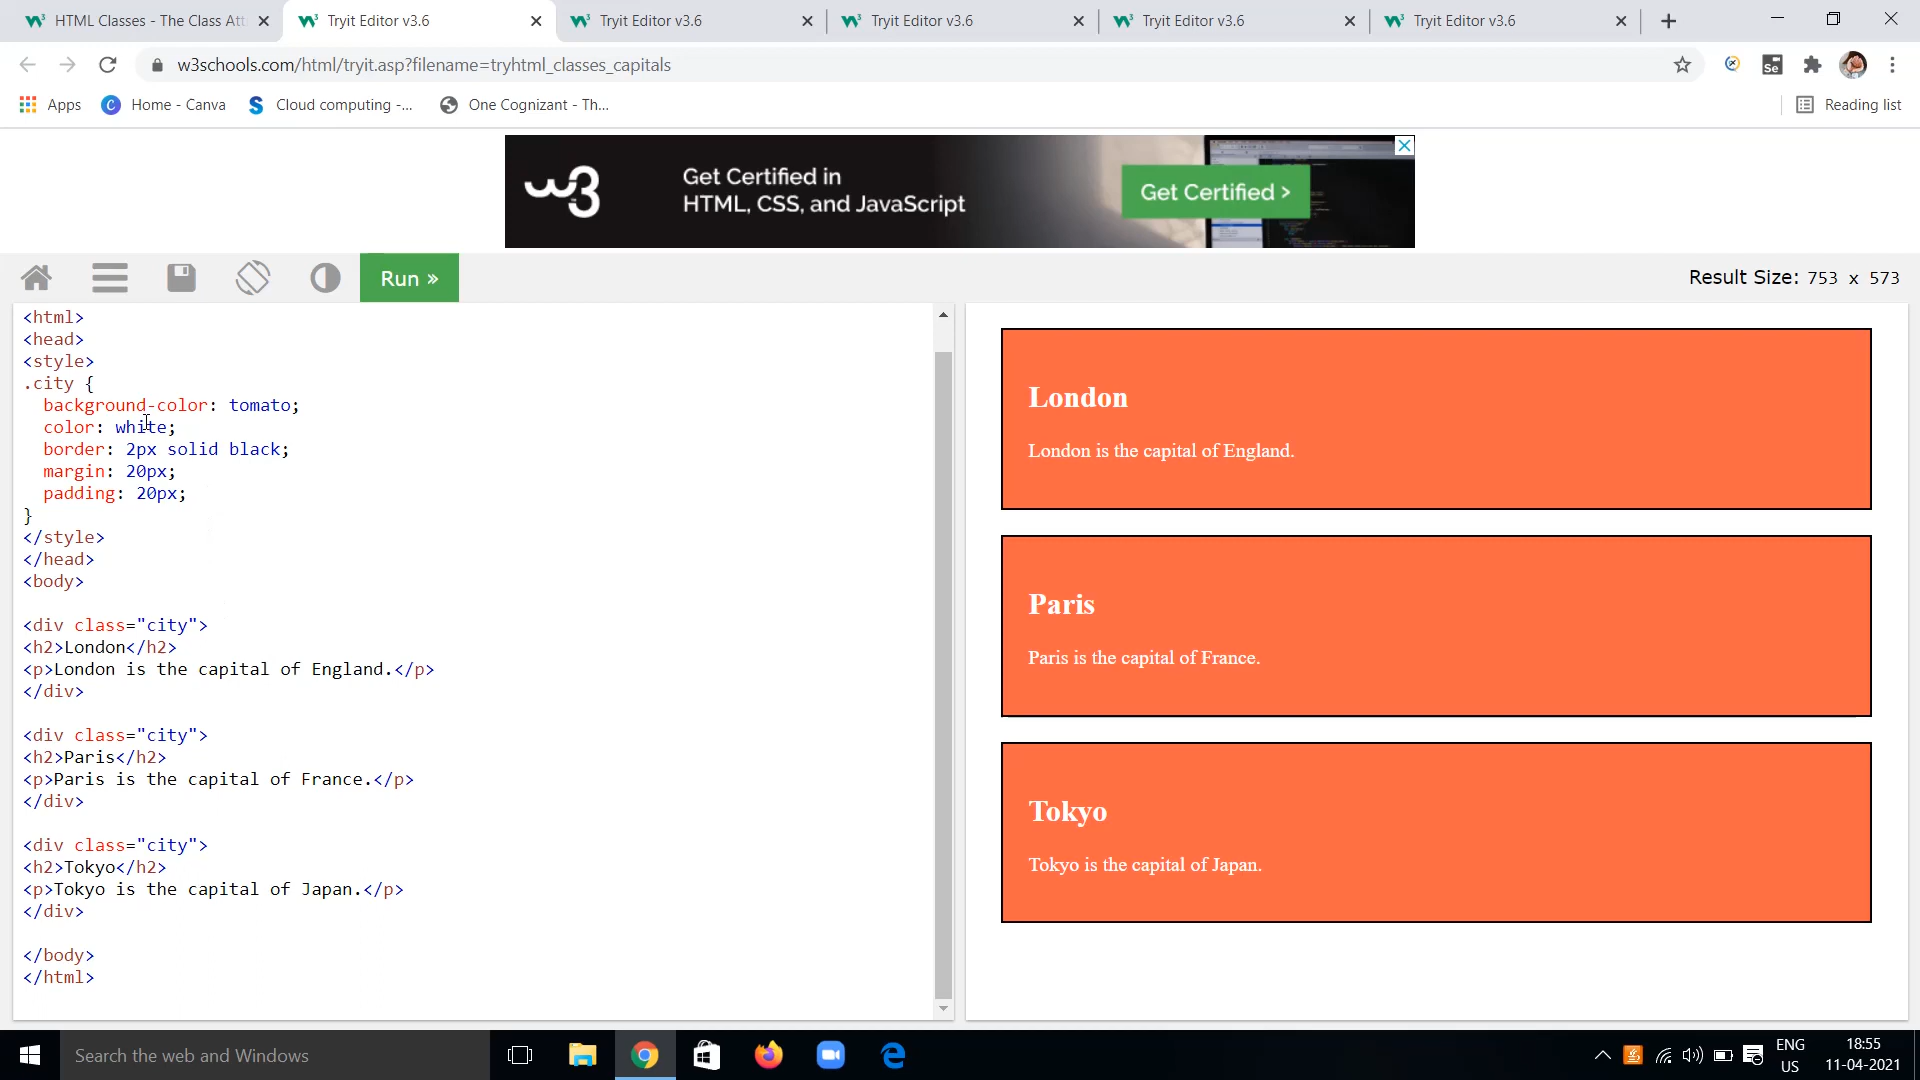 HTML Classes - The Class Att
Tryit Editor v3.6
Tryit Editor v3.6
Tryit Editor v3.6
Tryit Editor v3.6
Tryit Editor v3.6
w3schools.com/html/tryit.asp?filename=tryhtml_classes_capitals
Se
Apps
Home - Canva
Cloud computing -...
One Cognizant - Th...
Reading list
w3
Get Certified in
HTML, CSS, and JavaScript
Get Certified >
Run »
Result Size: 753 x 573
<html>
<head>
<style>
.city {
background-color: tomato;
color: white;
border: 2px solid black;
margin: 20px;
padding: 20px;
}
</style>
</head>
<body>
<div class="city">
<h2>London</h2>
<p>London is the capital of England.</p>
</div>
<div class="city">
<h2>Paris</h2>
<p>Paris is the capital of France.</p>
</div>
<div class="city">
<h2>Tokyo</h2>
<p>Tokyo is the capital of Japan.</p>
</div>
</body>
</html>
London
London is the capital of England.
Paris
Paris is the capital of France.
Tokyo
Tokyo is the capital of Japan.
Search the web and Windows
ENG
US
18:55
11-04-2021